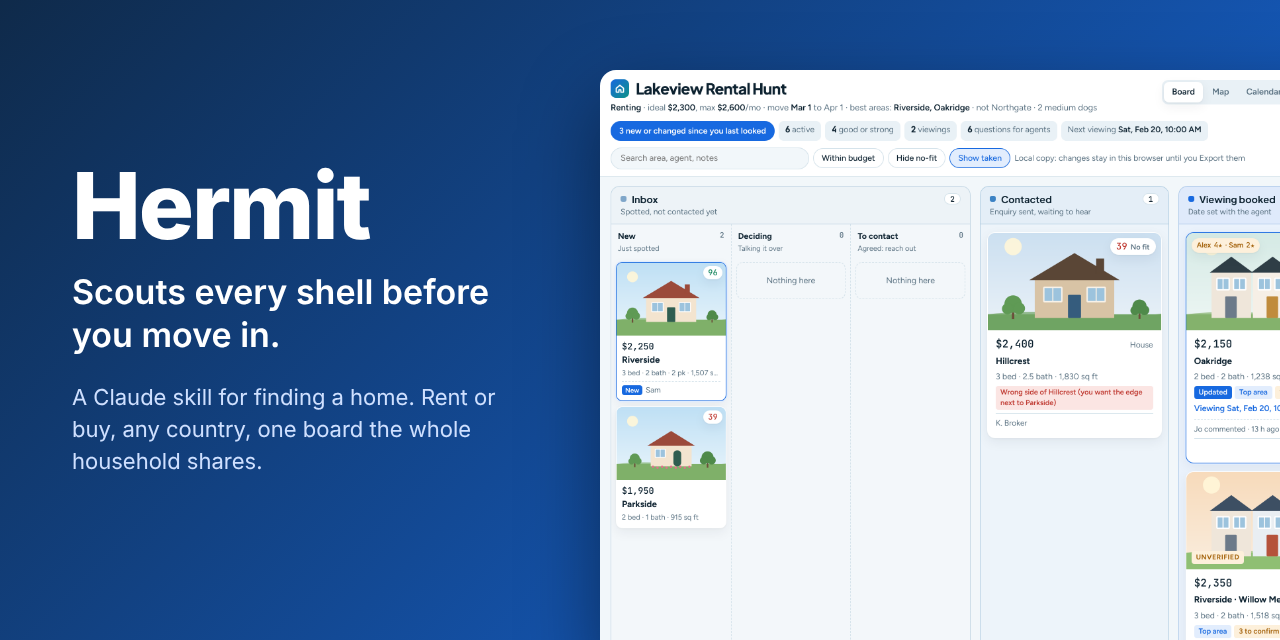 Hermit
Scouts every shell before
you move in.
A Claude skill for finding a home. Rent or
buy, any country, one board the whole
household shares.
Lakeview Rental Hunt
Board Map Calendar
Renting · ideal $2,300, max $2,600/mo · move Mar 1 to Apr 1 · best areas: Riverside, Oakridge · not Northgate · 2 medium dogs
3 new or changed since you last looked 6 active 4 good or strong 2 viewings 6 questions for agents Next viewing Sat, Feb 20, 10:00 AM
Search area, agent, notes Within budget Hide no-fit Show taken Local copy: changes stay in this browser until you Export them
Inbox 2
Spotted, not contacted yet
New 2
Just spotted
96
$2,250
Riverside
3 bed · 2 bath · 2 pk · 1,507 s...
New Sam
39
$1,950
Parkside
2 bed · 1 bath · 915 sq ft
Deciding 0
Talking it over
Nothing here
To contact 0
Agreed: reach out
Nothing here
Contacted 1
Enquiry sent, waiting to hear
39 No fit
$2,400 House
Hillcrest
3 bed · 2.5 bath · 1,830 sq ft
Wrong side of Hillcrest (you want the edge
next to Parkside)
K. Broker
Viewing booked
Date set with the agent
Alex 4★ · Sam 2★
$2,150
Oakridge
2 bed · 2 bath · 1,238 sq
Updated Top area
Viewing Sat, Feb 20, 10
Jo commented · 13 h ago
UNVERIFIED
$2,350
Riverside · Willow Me
3 bed · 2 bath · 1,518 sq
Top area 3 to confirm